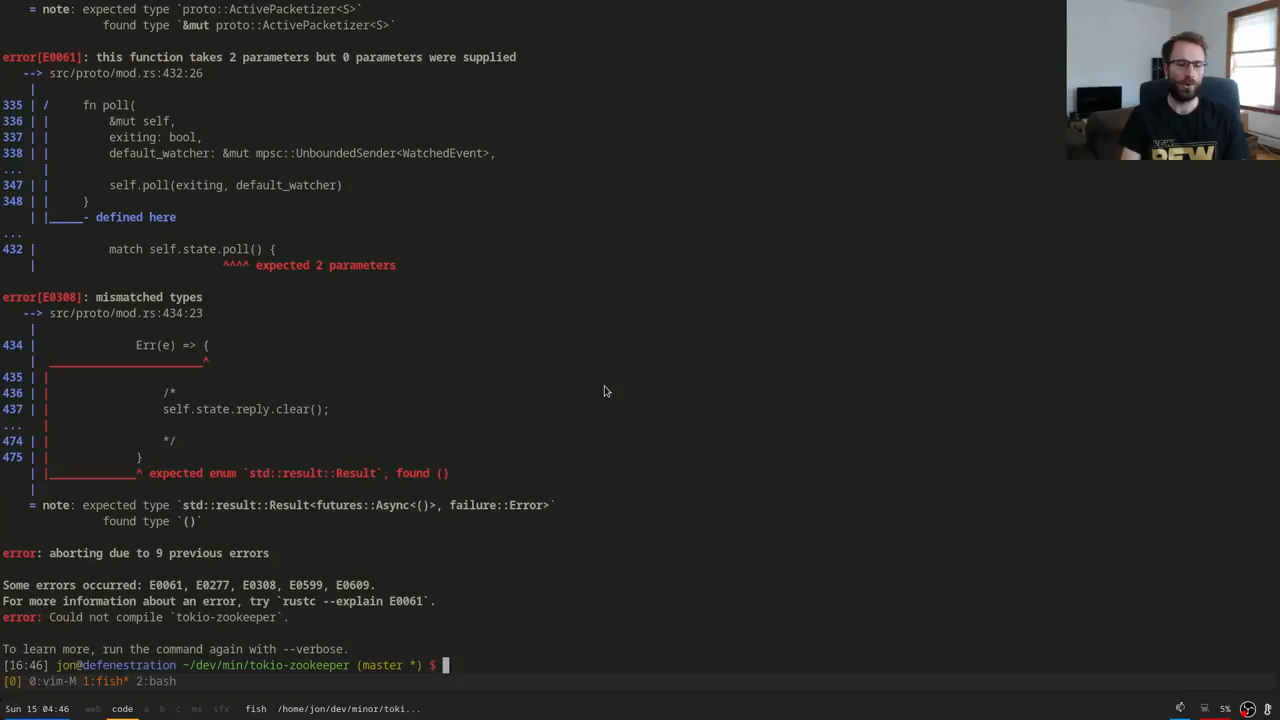 = note: expected type `proto::ActivePacketizer<S>`
found type `&mut proto::ActivePacketizer<S>`
error[E0061]: this function takes 2 parameters but 0 parameters were supplied
--> src/proto/mod.rs:432:26
|
335 | /     fn poll(
336 | |         &mut self,
337 | |         exiting: bool,
338 | |         default_watcher: &mut mpsc::UnboundedSender<WatchedEvent>,
...   |
347 | |         self.poll(exiting, default_watcher)
348 | |     }
| |_____- defined here
...
432 |           match self.state.poll() {
|                            ^^^^ expected 2 parameters
error[E0308]: mismatched types
--> src/proto/mod.rs:434:23
|
434 |               Err(e) => {
|  _______________________^
435 | |
436 | |                 /*
437 | |                 self.state.reply.clear();
...   |
474 | |                 */
475 | |             }
| |_____________^ expected enum `std::result::Result`, found ()
|
= note: expected type `std::result::Result<futures::Async<()>, failure::Error>`
found type `()`
error: aborting due to 9 previous errors
Some errors occurred: E0061, E0277, E0308, E0599, E0609.
For more information about an error, try `rustc --explain E0061`.
error: Could not compile `tokio-zookeeper`.
To learn more, run the command again with --verbose.
[16:46] jon@defenestration ~/dev/min/tokio-zookeeper (master *) $
[0] 0:vim-M 1:fish* 2:bash
Sun 15 04:46 web code a b c mx sfx fish /home/jon/dev/minor/toki... 5%
PEW
PEW